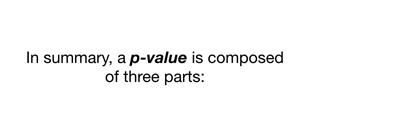 In summary, a p-value is composed
of three parts: